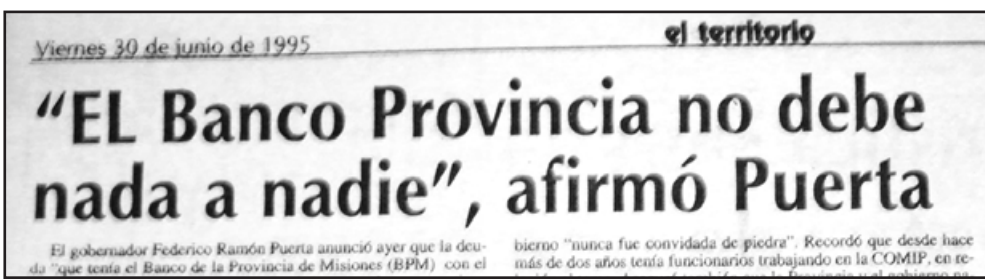 Viernes 30 de junio de 1995
el territorio
“EL Banco Provincia no debe
nada a nadie”, afirmó Puerta
El gobernador Federico Ramón Puerta anunció ayer que la deu-
da “que tenía el Banco de la Provincia de Misiones (BPM) con el
bierno “nunca fue convidada de piedra”. Recordó que desde hace
más de dos años tenía funcionarios trabajando en la COMIP, en re-